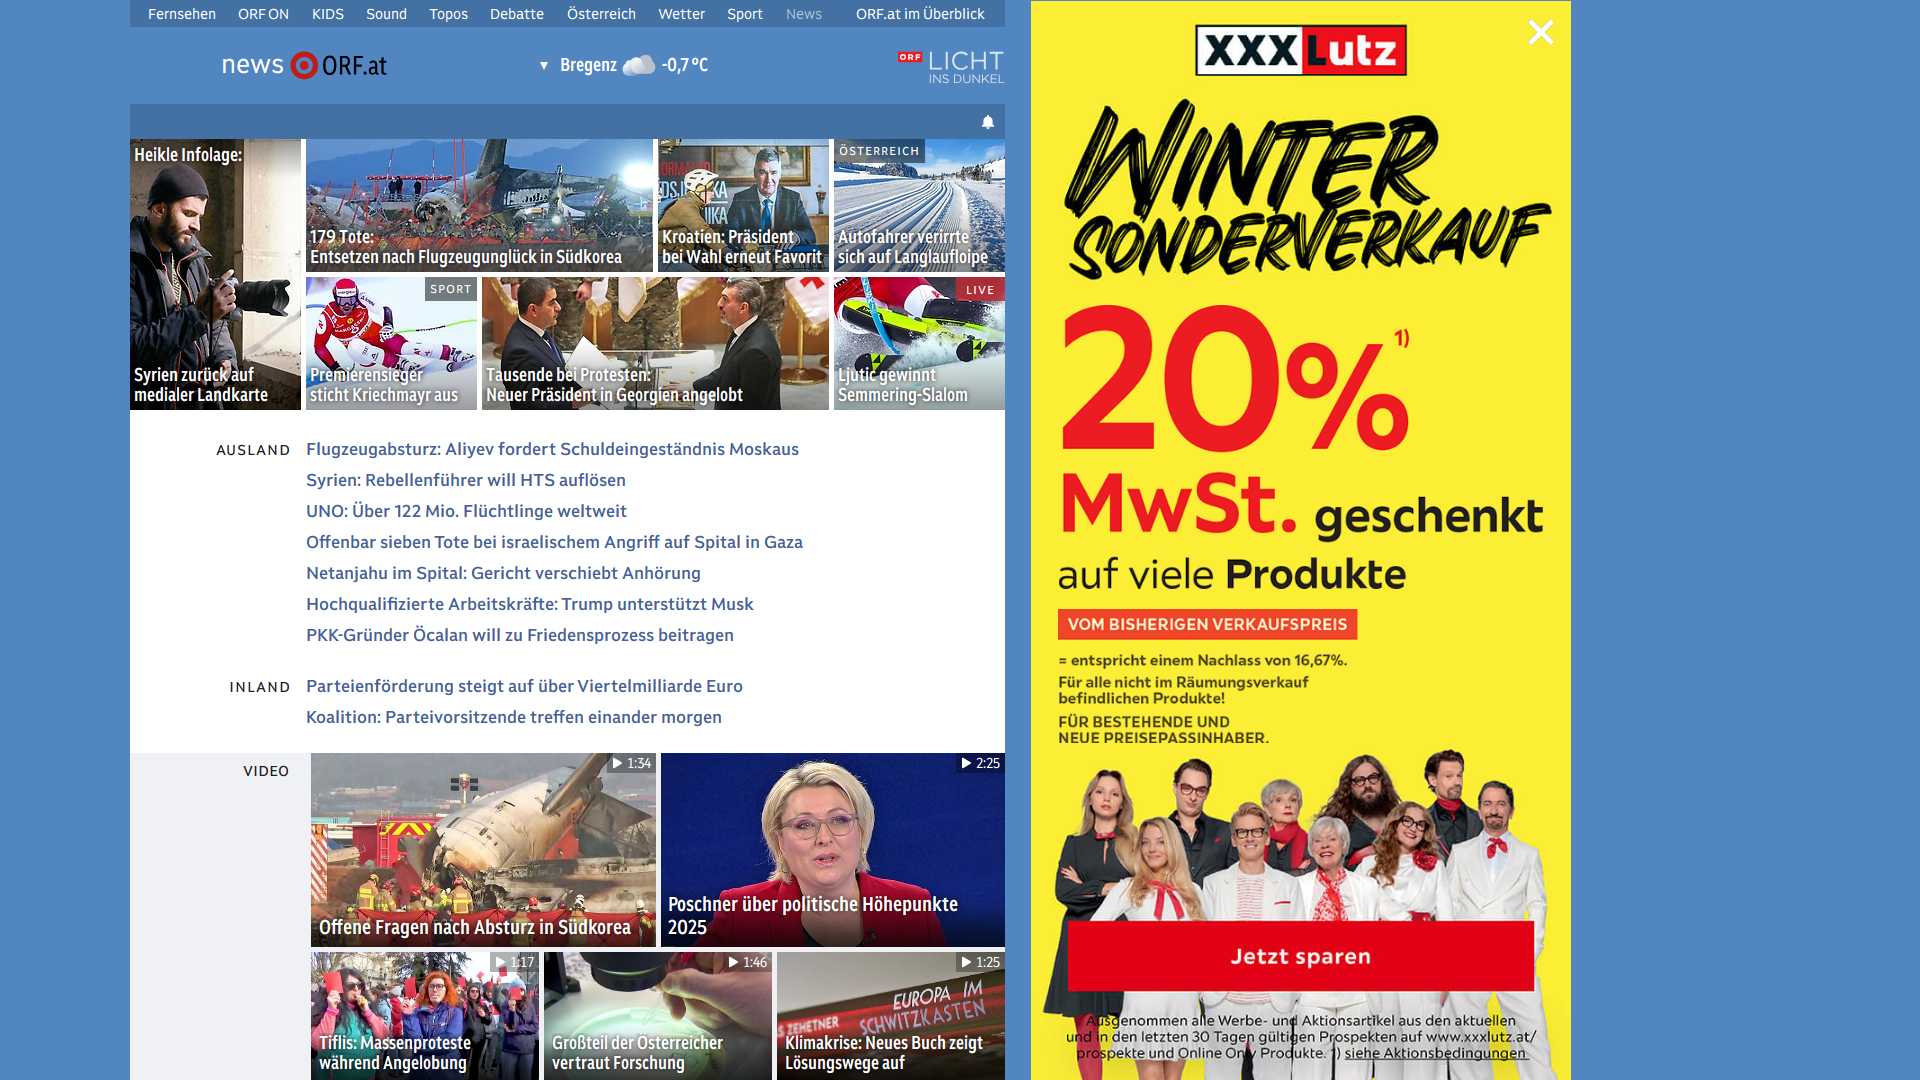 Fernsehen ORF ON KIDS Sound Topos Debatte Österreich Wetter Sport News ORF.at im Überblick
news ORF.at
▼ Bregenz -0,7 °C
ORF LICHT
INS DUNKEL
Heikle Infolage:
Syrien zurück auf
medialer Landkarte
179 Tote:
Entsetzen nach Flugzeugunglück in Südkorea
Kroatien: Präsident
bei Wahl erneut Favorit
ÖSTERREICH
Autofahrer verirrte
sich auf Langlaufloipe
SPORT
Premierensieger
sticht Kriechmayr aus
Tausende bei Protesten:
Neuer Präsident in Georgien angelobt
LIVE
Ljutic gewinnt
Semmering-Slalom
AUSLAND
Flugzeugabsturz: Aliyev fordert Schuldeingeständnis Moskaus
Syrien: Rebellenführer will HTS auflösen
UNO: Über 122 Mio. Flüchtlinge weltweit
Offenbar sieben Tote bei israelischem Angriff auf Spital in Gaza
Netanjahu im Spital: Gericht verschiebt Anhörung
Hochqualifizierte Arbeitskräfte: Trump unterstützt Musk
PKK-Gründer Öcalan will zu Friedensprozess beitragen
INLAND
Parteienförderung steigt auf über Viertelmilliarde Euro
Koalition: Parteivorsitzende treffen einander morgen
VIDEO
1:34
Offene Fragen nach Absturz in Südkorea
2:25
Poschner über politische Höhepunkte
2025
1:17
Tiflis: Massenproteste
während Angelobung
1:46
Großteil der Österreicher
vertraut Forschung
1:25
EUROPA IM
SCHWITZKASTEN
ZEHETNER
Klimakrise: Neues Buch zeigt
Lösungswege auf
XXXLutz
WINTER
SONDERVERKAUF
20% 1)
MwSt. geschenkt
auf viele Produkte
VOM BISHERIGEN VERKAUFSPREIS
= entspricht einem Nachlass von 16,67%.
Für alle nicht im Räumungsverkauf
befindlichen Produkte!
FÜR BESTEHENDE UND
NEUE PREISEPASSINHABER.
Jetzt sparen
Ausgenommen alle Werbe- und Aktionsartikel aus den aktuellen
und in den letzten 30 Tagen gültigen Prospekten auf www.xxxlutz.at/
prospekte und Online Only Produkte. 1) siehe Aktionsbedingungen